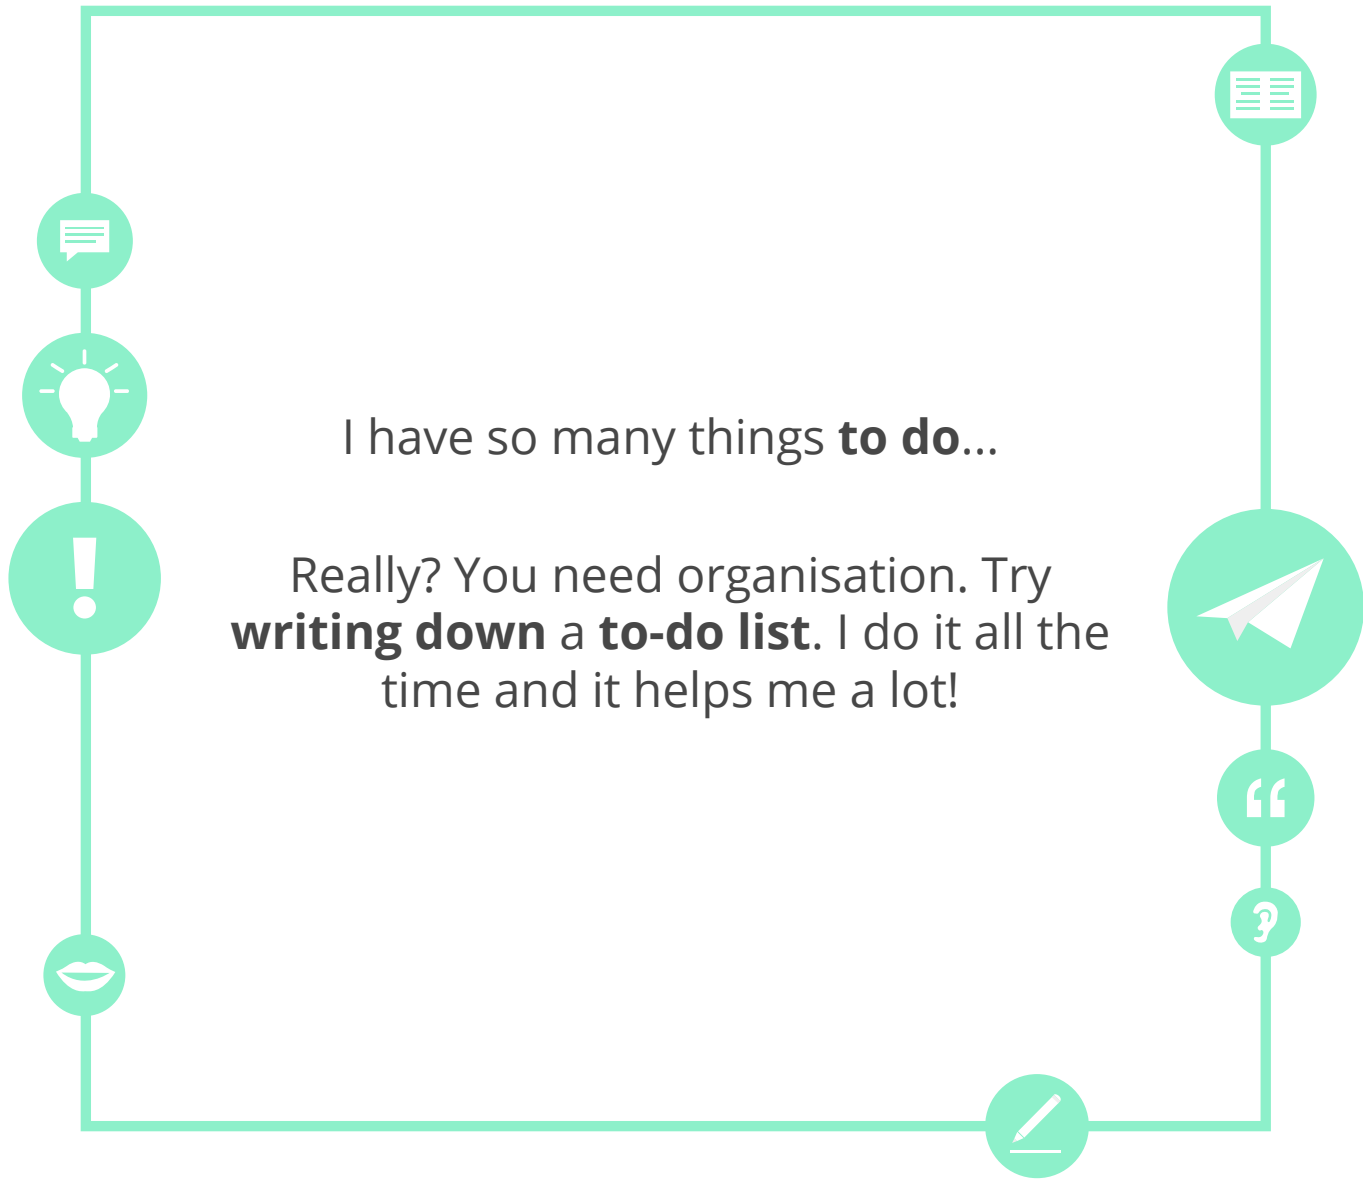 I have so many things to do...
Really? You need organisation. Try
writing down a to-do list. I do it all the
time and it helps me a lot!